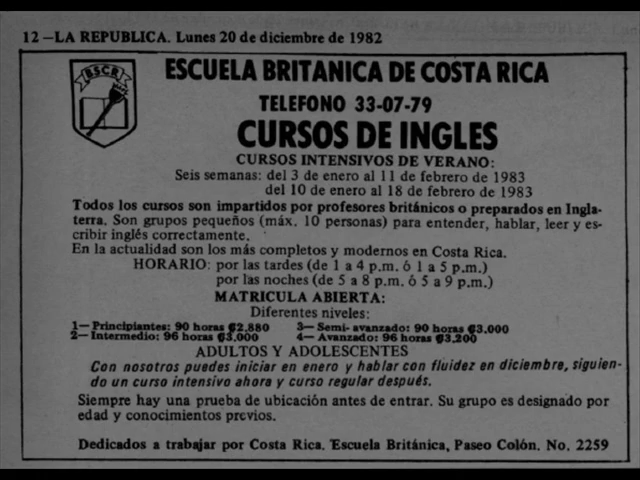 12 —LA REPUBLICA. Lunes 20 de diciembre de 1982
BSCR
ESCUELA BRITANICA DE COSTA RICA
TELEFONO 33-07-79
CURSOS DE INGLES
CURSOS INTENSIVOS DE VERANO:
Seis semanas: del 3 de enero al 11 de febrero de 1983
del 10 de enero al 18 de febrero de 1983
Todos los cursos son impartidos por profesores británicos o preparados en Ingla-
terra. Son grupos pequeños (máx. 10 personas) para entender, hablar, leer y es-
cribir inglés correctamente.
En la actualidad son los más completos y modernos en Costa Rica.
HORARIO: por las tardes (de 1 a 4 p.m. ó 1 a 5 p.m.)
por las noches (de 5 a 8 p.m. ó 5 a 9 p.m.)
MATRICULA ABIERTA:
Diferentes niveles:
1— Principiantes: 90 horas ₡2,880 3— Semi- avanzado: 90 horas ₡3.000
2— Intermedio: 96 horas ₡3,000 4— Avanzado: 96 horas ₡3,200
ADULTOS Y ADOLESCENTES
Con nosotros puedes iniciar en enero y hablar con fluidez en diciembre, siguien-
do un curso intensivo ahora y curso regular después.
Siempre hay una prueba de ubicación antes de entrar. Su grupo es designado por
edad y conocimientos previos.
Dedicados a trabajar por Costa Rica. Escuela Británica, Paseo Colón. No. 2259